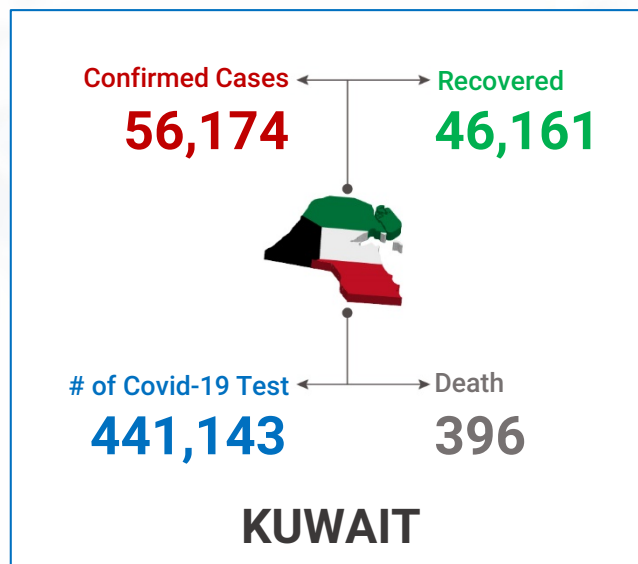 Confirmed Cases
56,174
Recovered
46,161
# of Covid-19 Test
441,143
Death
396
KUWAIT